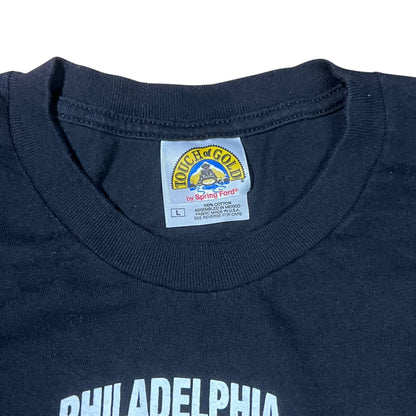 TOUCH of GOLD!
by Spring Ford®
L
100% COTTON
ASSEMBLED IN MEXICO
FABRIC MADE IN U.S.A.
SEE REVERSE FOR CARE
PHILADELPHIA